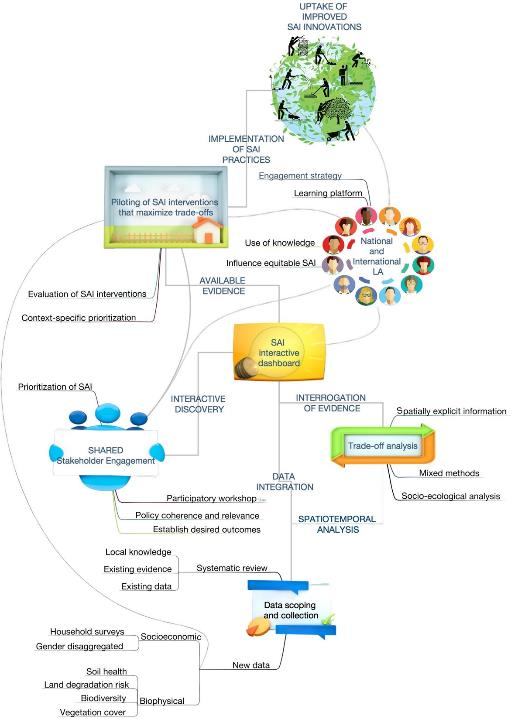 UPTAKE OF
IMPROVED
SAI INNOVATIONS
IMPLEMENTATION
OF SAI
PRACTICES
Engagement strategy
Learning platform
Piloting of SAI interventions
that maximize trade-offs
National
and
International
LA
Use of knowledge
Influence equitable SAI
AVAILABLE
EVIDENCE
Evaluation of SAI interventions
Context-specific prioritization
SAI
interactive
dashboard
Prioritization of SAI
INTERACTIVE
DISCOVERY
INTERROGATION
OF EVIDENCE
Spatially explicit information
SHARED
Stakeholder Engagement
Trade-off analysis
Mixed methods
DATA
INTEGRATION
Participatory workshop ...
Socio-ecological analysis
Policy coherence and relevance
SPATIOTEMPORAL
ANALYSIS
Establish desired outcomes
Local knowledge
Existing evidence
Systematic review
Existing data
Data scoping
and collection
Household surveys
Socioeconomic
Gender disaggregated
New data
Soil health
Land degradation risk
Biodiversity
Biophysical
Vegetation cover